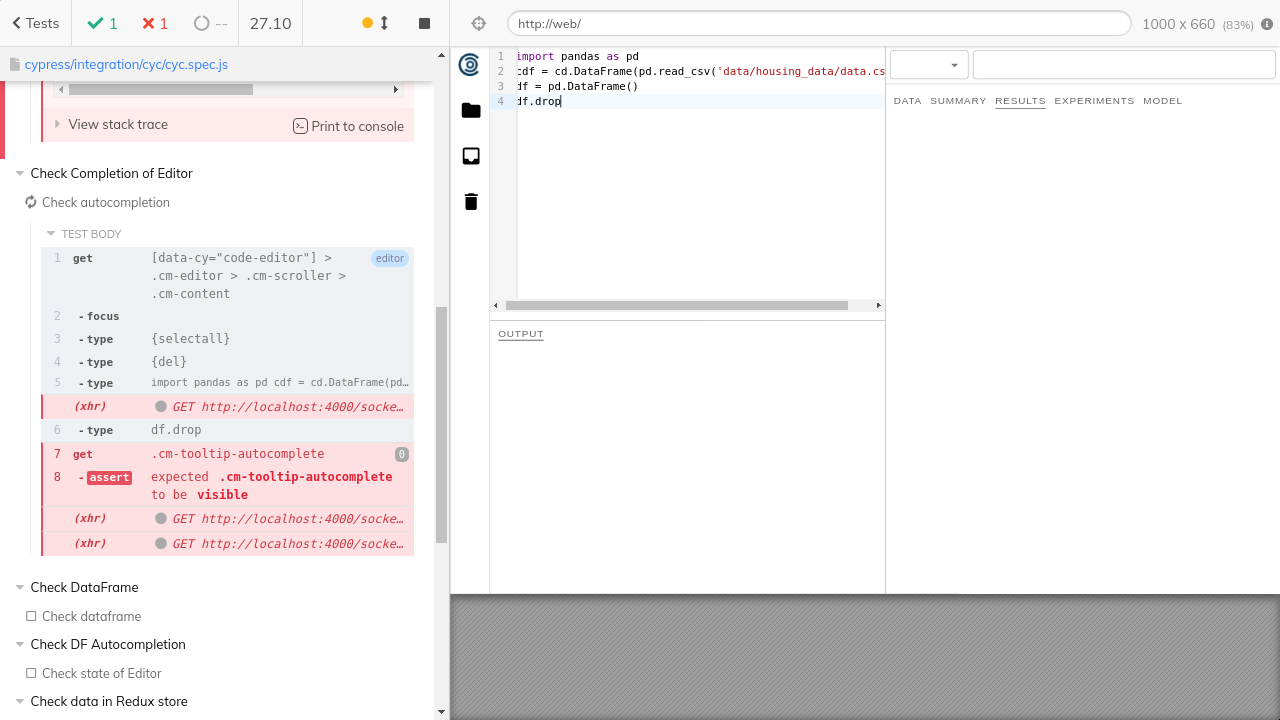 Tests
1
1
--
27.10
http://web/
1000 x 660 (83%)
cypress/integration/cyc/cyc.spec.js
View stack trace
Print to console
Check Completion of Editor
Check autocompletion
TEST BODY
1 get [data-cy="code-editor"] > editor
.cm-editor > .cm-scroller >
.cm-content
2 -focus
3 -type {selectall}
4 -type {del}
5 -type import pandas as pd cdf = cd.DataFrame(pd…
(xhr) GET http://localhost:4000/socke…
6 -type df.drop
7 get .cm-tooltip-autocomplete 0
8 -assert expected .cm-tooltip-autocomplete
to be visible
(xhr) GET http://localhost:4000/socke…
(xhr) GET http://localhost:4000/socke…
Check DataFrame
Check dataframe
Check DF Autocompletion
Check state of Editor
Check data in Redux store
1 import pandas as pd
2 cdf = cd.DataFrame(pd.read_csv('data/housing_data/data.cs
3 df = pd.DataFrame()
4 df.drop
OUTPUT
DATA SUMMARY RESULTS EXPERIMENTS MODEL